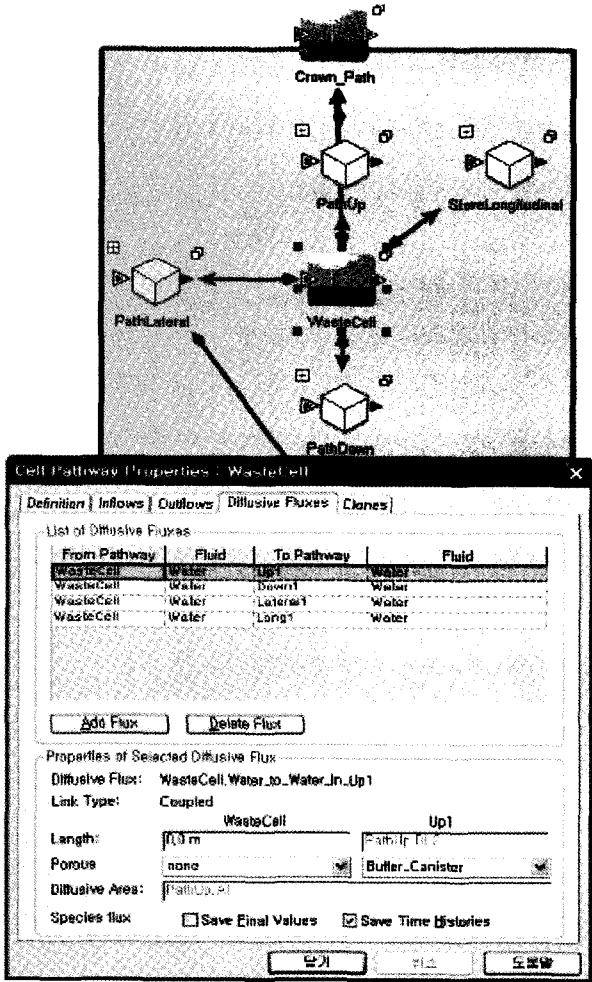 Crown_Path
PathUp
StoreLongitudinal
PathLateral
WasteCell
PathDown
Cell Pathway Properties : WasteCell
Definition Inflows Outflows Diffusive Fluxes Clones
List of Diffusive Fluxes
From Pathway Fluid To Pathway Fluid
WasteCell Water Up1 Water
WasteCell Water Down1 Water
WasteCell Water Lateral1 Water
WasteCell Water Long1 Water
Add Flux Delete Flux
Properties of Selected Diffusive Flux
Diffusive Flux: WasteCell.Water_to_Water_in_Up1
Link Type: Coupled
WasteCell Up1
Length: 0,0 m
Porous none Buffer_Canister
Diffusive Area: PathUp.A1
Species flux Save Final Values Save Time Histories
닫기 취소 도움말